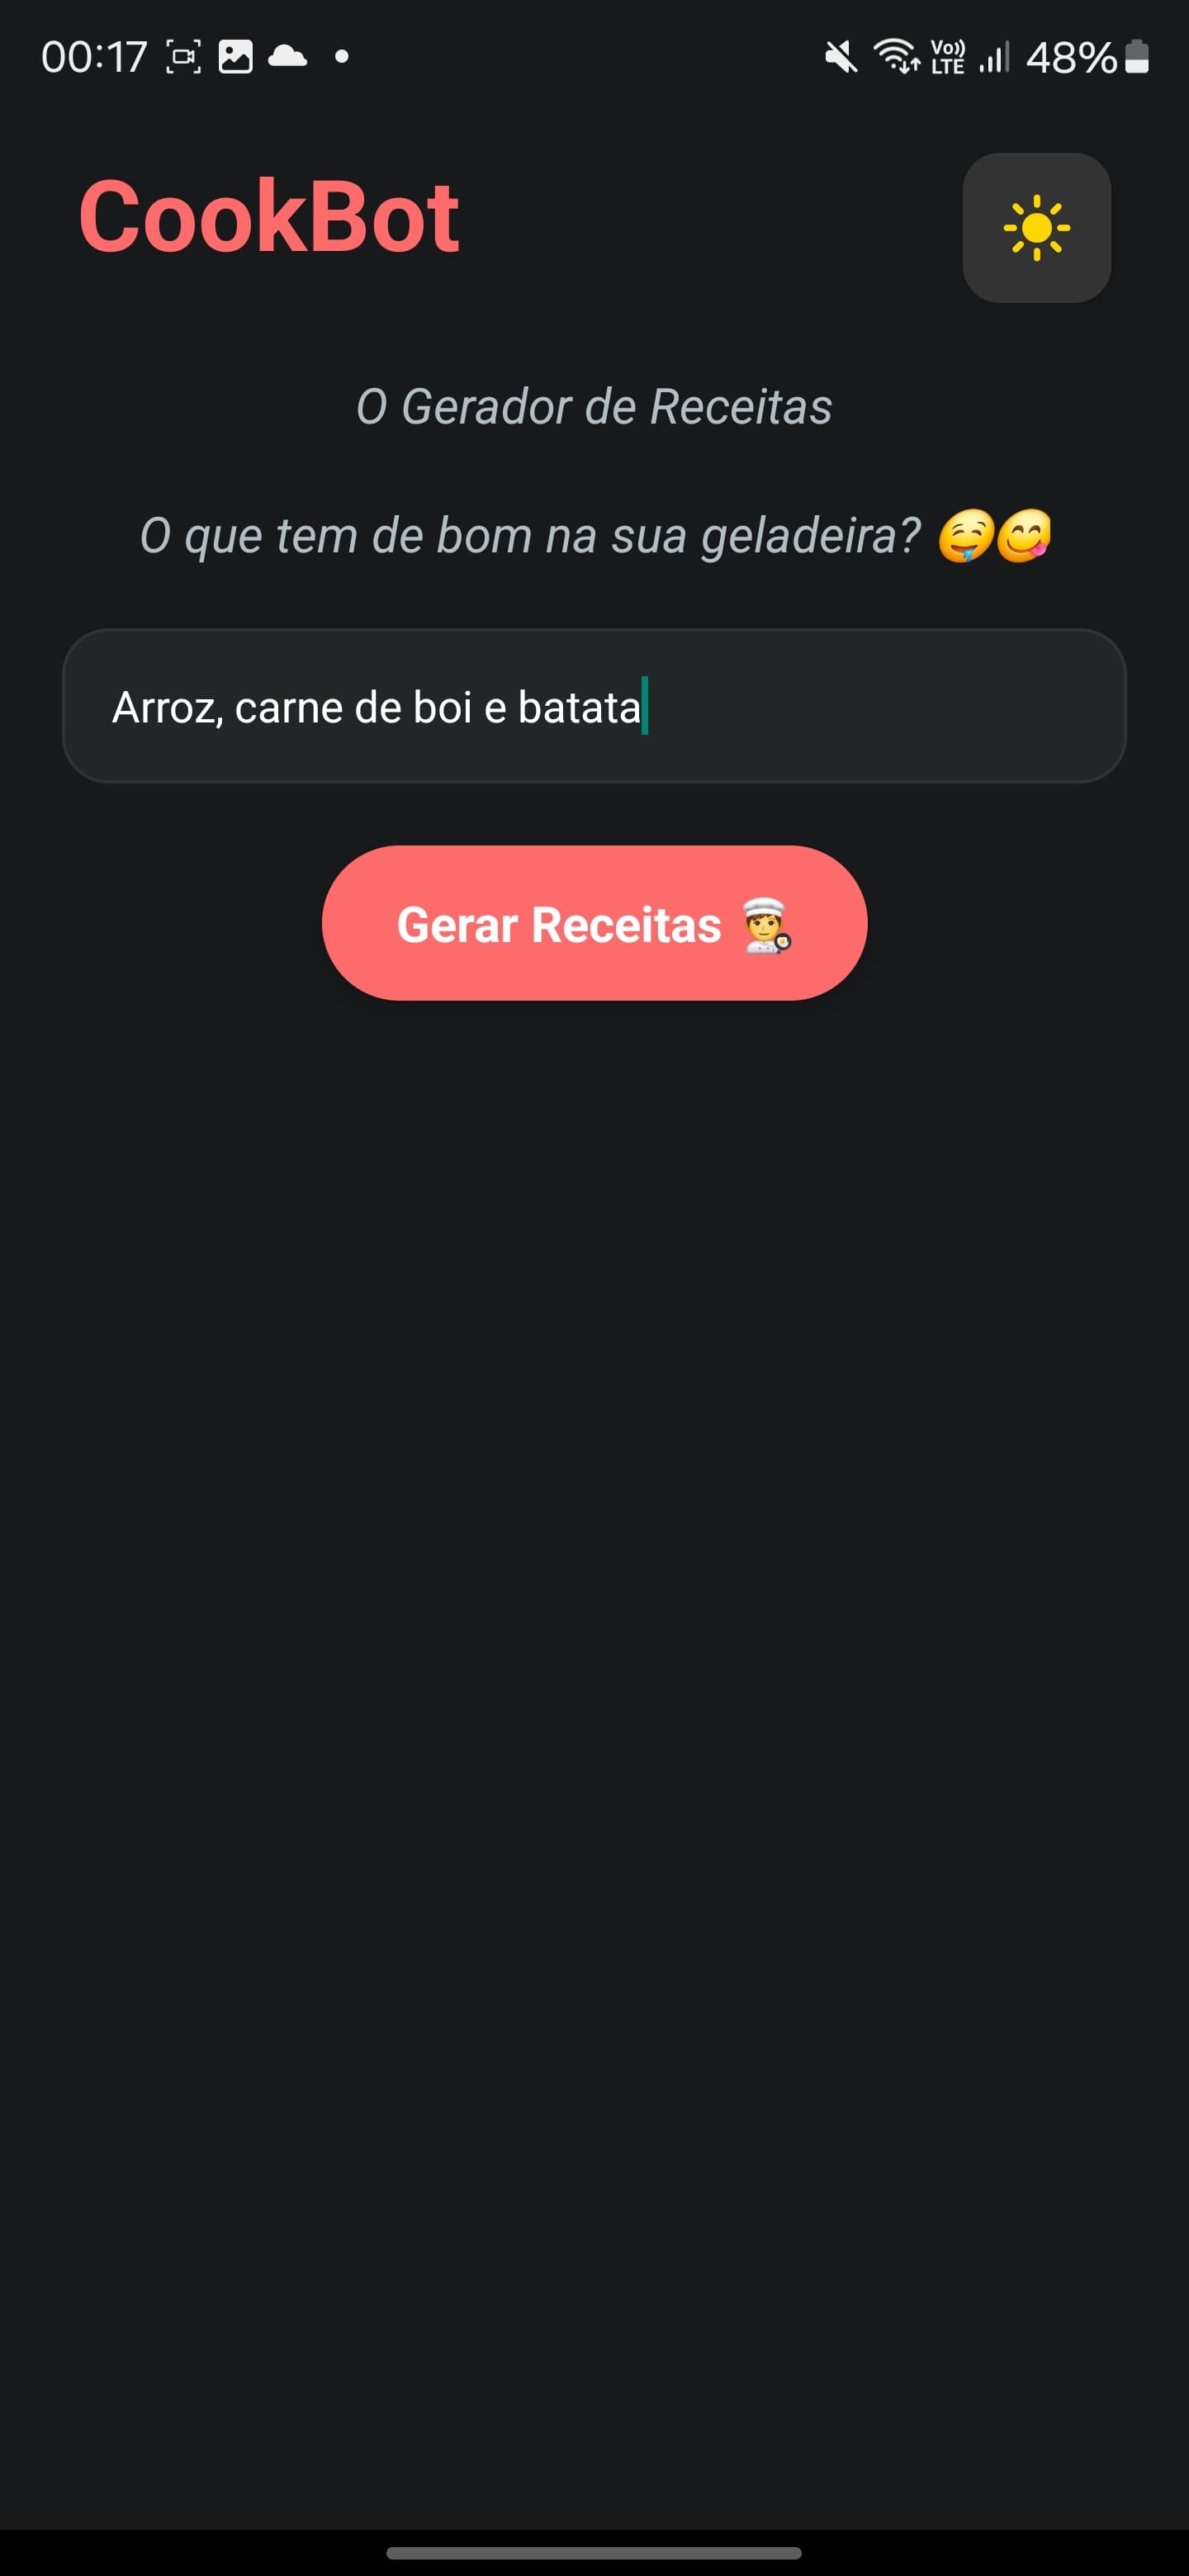 00:17 Vo)) LTE 48%
CookBot
O Gerador de Receitas
O que tem de bom na sua geladeira? 🤤😋
Arroz, carne de boi e batata
Gerar Receitas 👨‍🍳